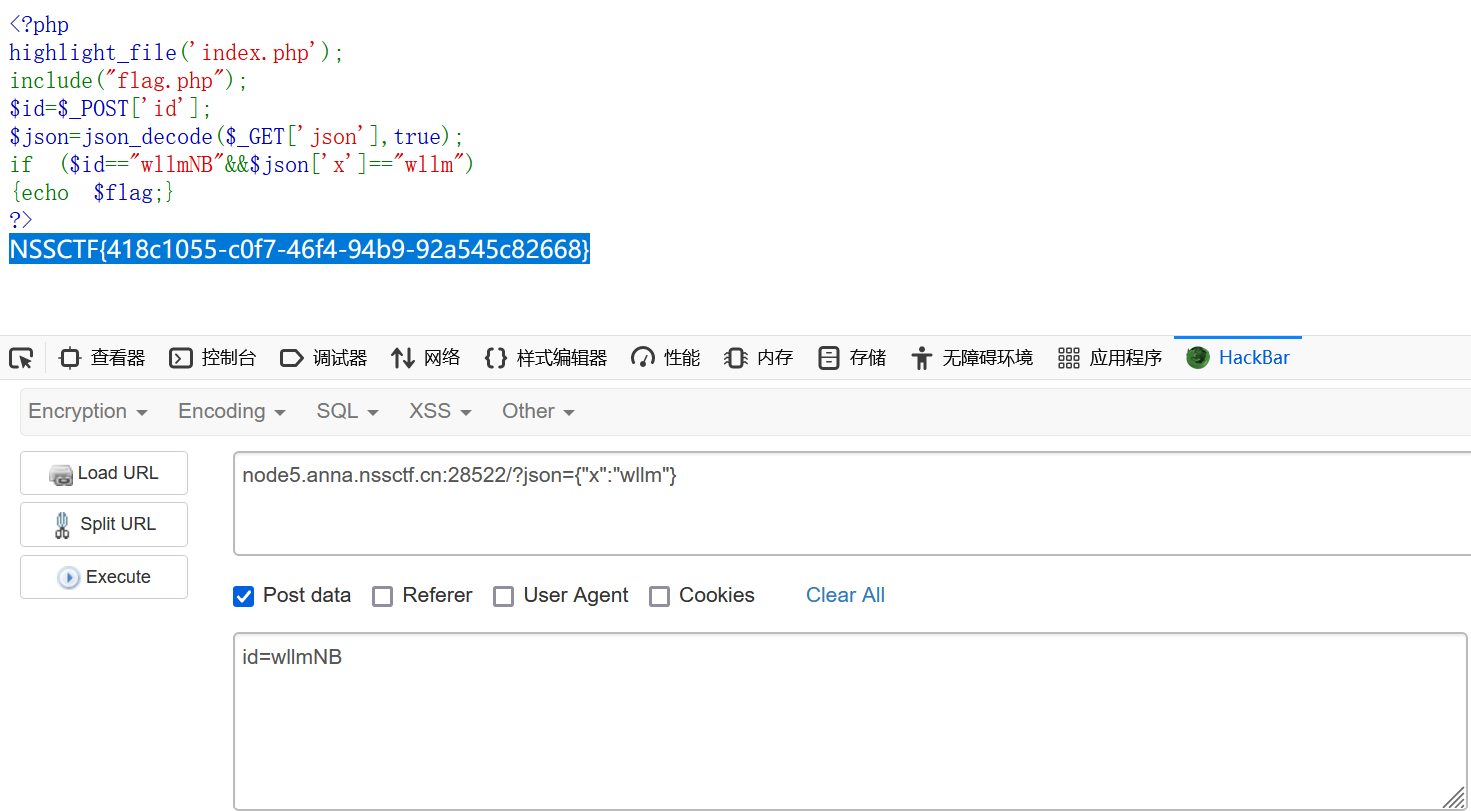 <?php
highlight_file('index.php');
include("flag.php");
$id=$_POST['id'];
$json=json_decode($_GET['json'],true);
if ($id=="wllmNB"&&$json['x']=="wllm")
{echo $flag;}
?>
NSSCTF{418c1055-c0f7-46f4-94b9-92a545c82668}
查看器 控制台 调试器 网络 样式编辑器 性能 内存 存储 无障碍环境 应用程序 HackBar
Encryption Encoding SQL XSS Other
Load URL
node5.anna.nssctf.cn:28522/?json={"x":"wllm"}
Split URL
Execute
Post data Referer User Agent Cookies Clear All
id=wllmNB